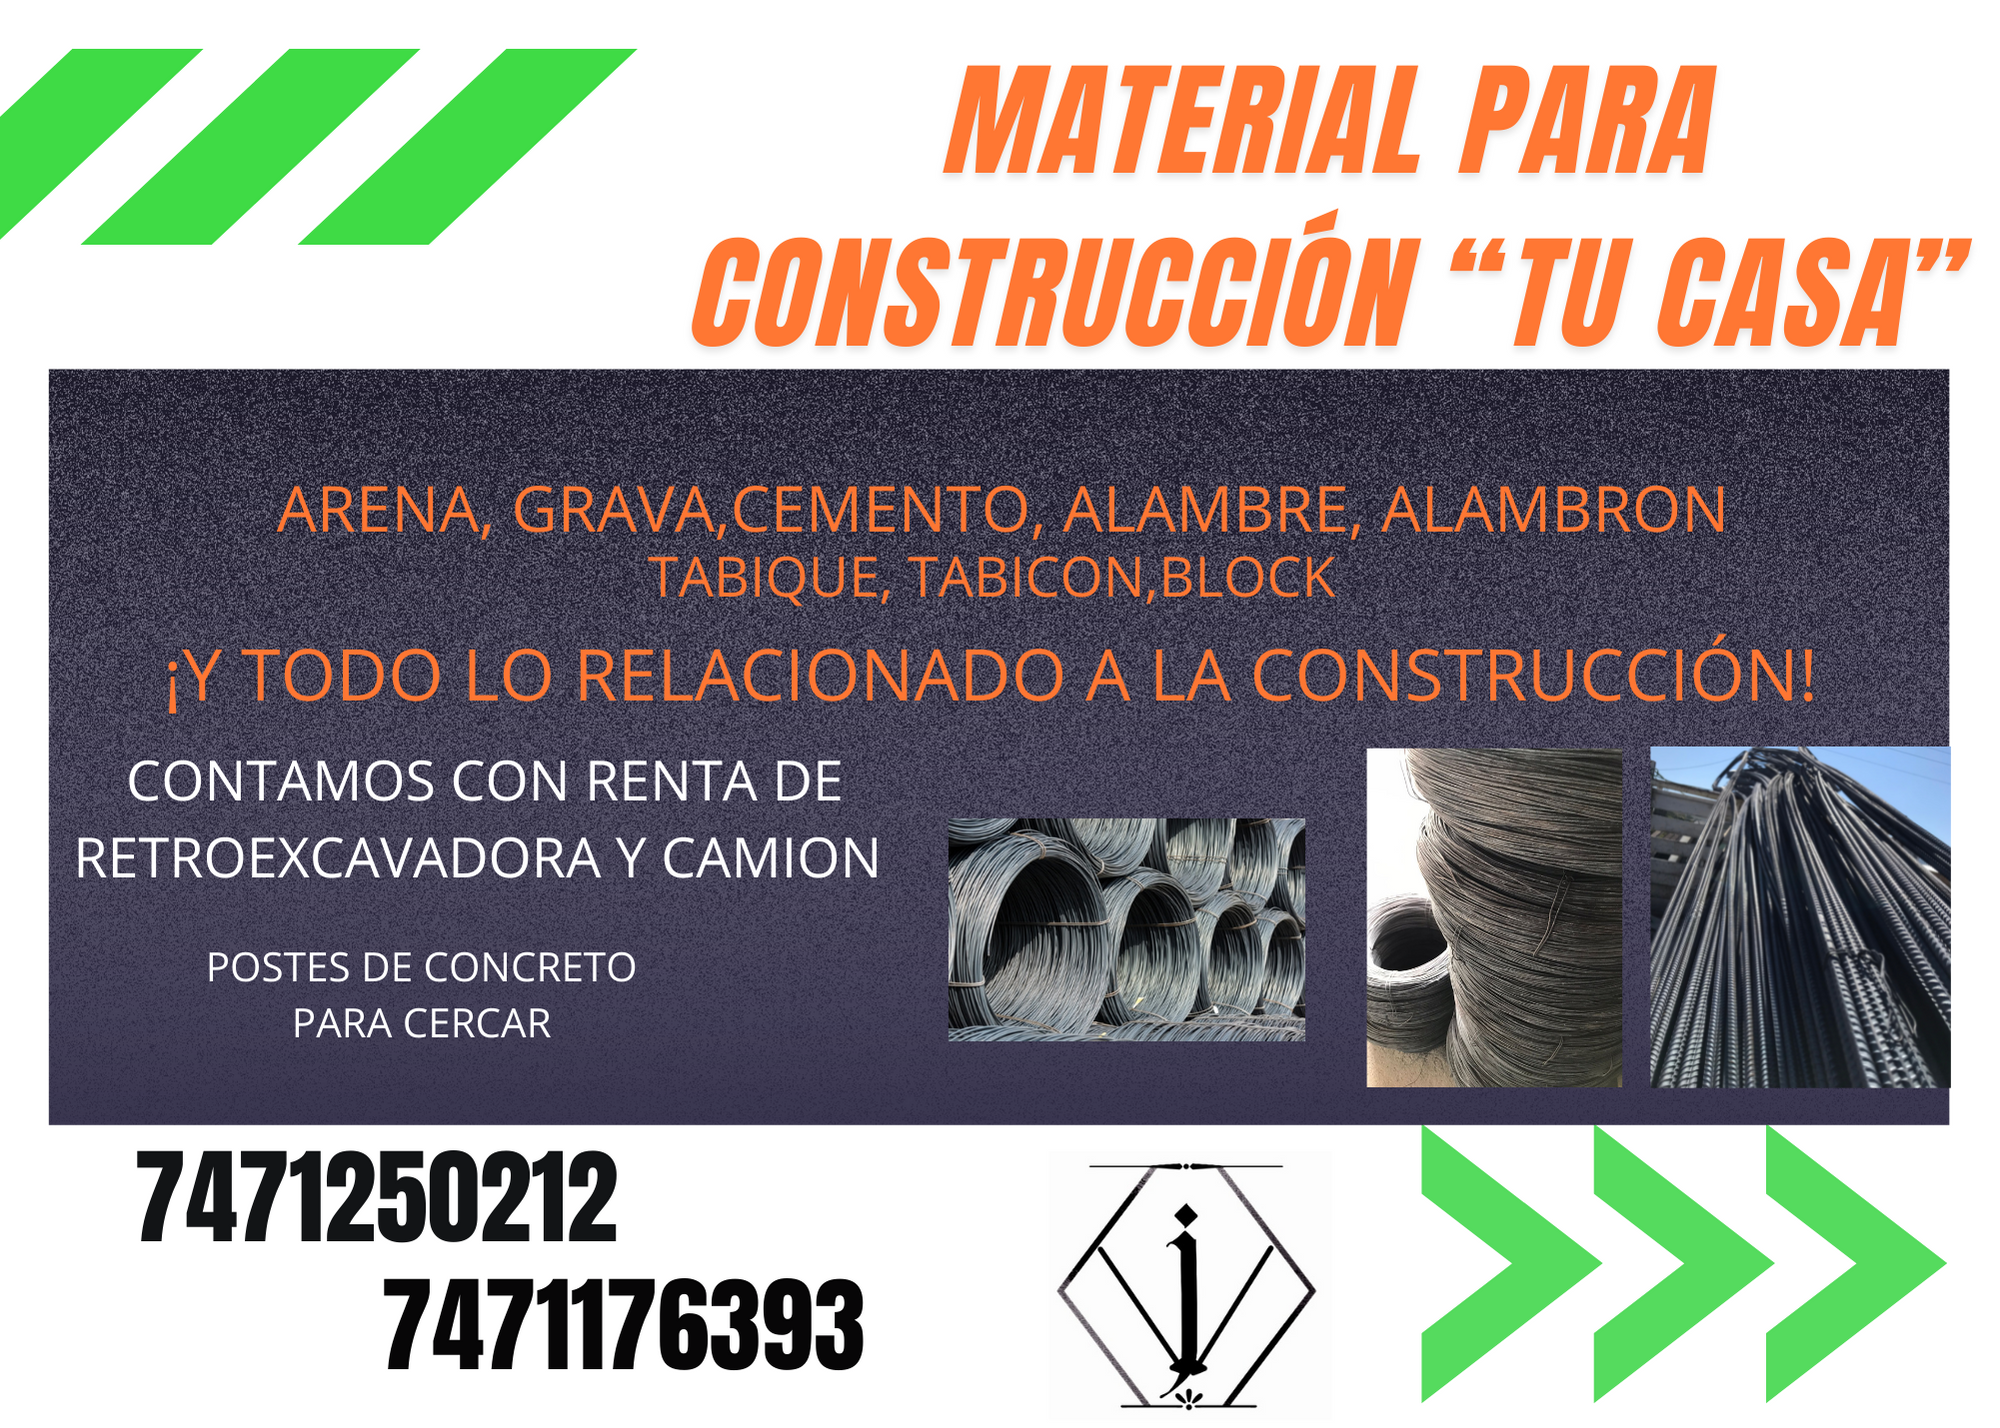 MATERIAL PARA
CONSTRUCCIÓN “TU CASA”
ARENA, GRAVA,CEMENTO, ALAMBRE, ALAMBRON
TABIQUE, TABICON,BLOCK
¡Y TODO LO RELACIONADO A LA CONSTRUCCIÓN!
CONTAMOS CON RENTA DE
RETROEXCAVADORA Y CAMION
POSTES DE CONCRETO
PARA CERCAR
7471250212
7471176393
j